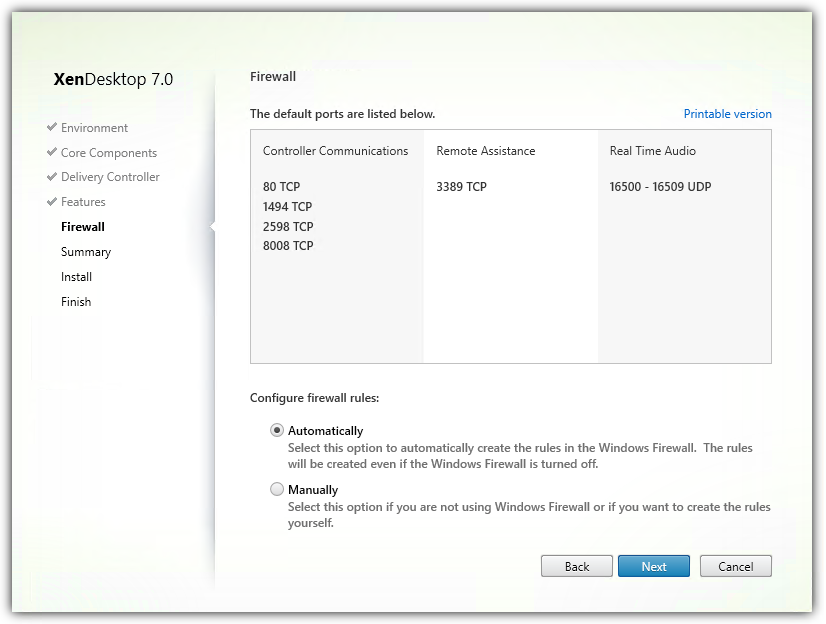 XenDesktop 7.0
Environment
Core Components
Delivery Controller
Features
Firewall
Summary
Install
Finish
Firewall
The default ports are listed below.
Printable version
Controller Communications
80 TCP
1494 TCP
2598 TCP
8008 TCP
Remote Assistance
3389 TCP
Real Time Audio
16500 - 16509 UDP
Configure firewall rules:
Automatically
Select this option to automatically create the rules in the Windows Firewall.  The rules
will be created even if the Windows Firewall is turned off.
Manually
Select this option if you are not using Windows Firewall or if you want to create the rules
yourself.
Back
Next
Cancel